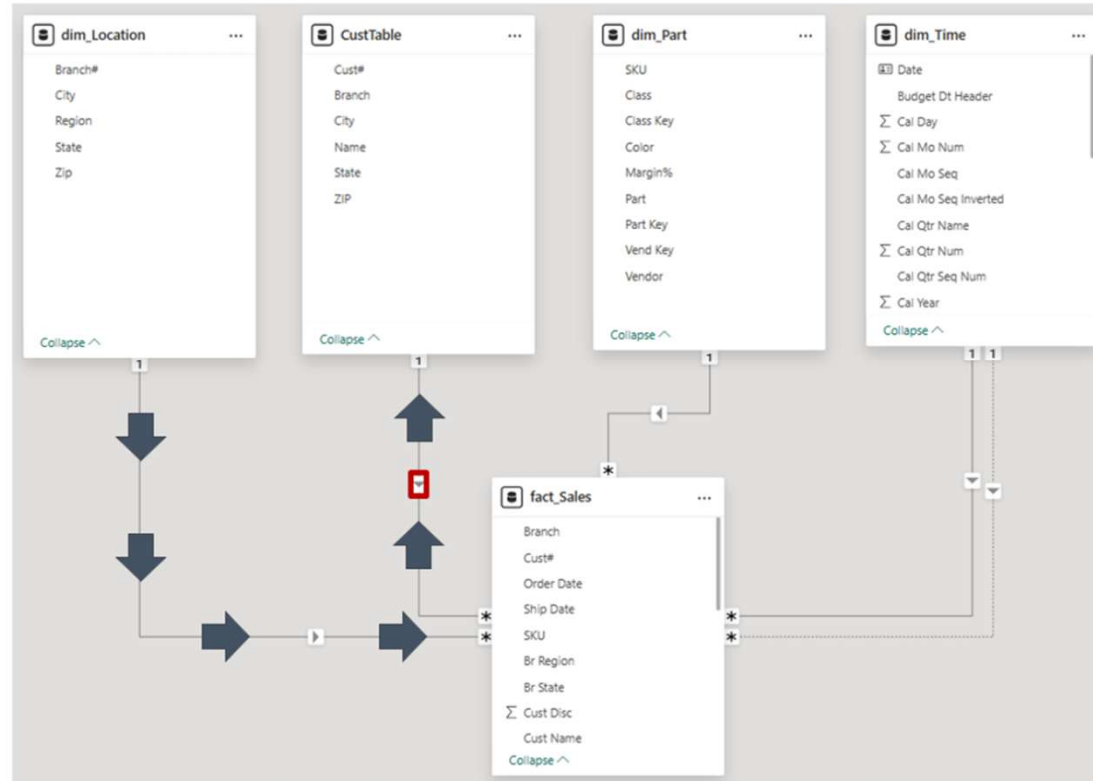 dim_Location ...
Branch#
City
Region
State
Zip
Collapse
1
CustTable ...
Cust#
Branch
City
Name
State
ZIP
Collapse
1
dim_Part ...
SKU
Class
Class Key
Color
Margin%
Part
Part Key
Vend Key
Vendor
Collapse
1
dim_Time ...
Date
Budget Dt Header
Σ Cal Day
Σ Cal Mo Num
Cal Mo Seq
Cal Mo Seq Inverted
Cal Qtr Name
Σ Cal Qtr Num
Cal Qtr Seq Num
Σ Cal Year
Collapse
1 1
*
fact_Sales ...
Branch
Cust#
Order Date
Ship Date
SKU
Br Region
Br State
Σ Cust Disc
Cust Name
Collapse
* *
* *